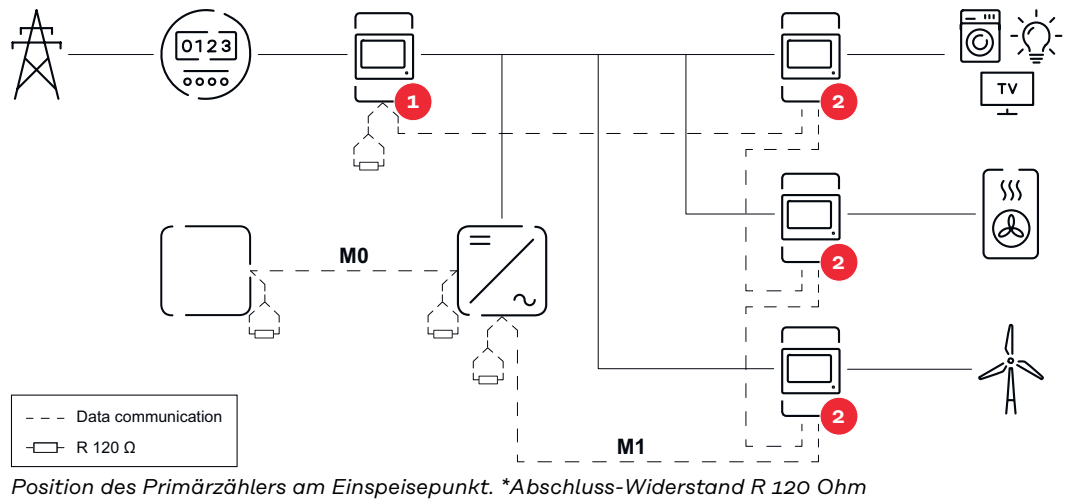 0123
1
2
TV
2
M0
2
Data communication
R 120 Ω
M1
Position des Primärzählers am Einspeisepunkt. *Abschluss-Widerstand R 120 Ohm